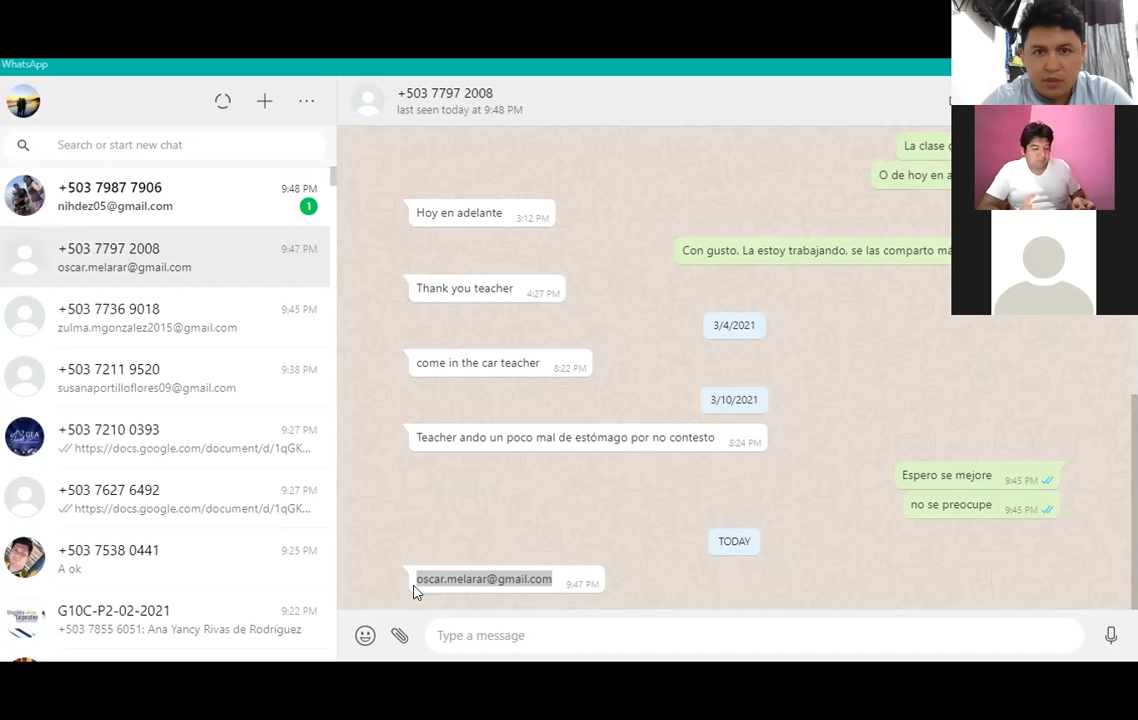 WhatsApp
Search or start new chat
+503 7987 7906 9:48 PM
nihdez05@gmail.com 1
+503 7797 2008 9:47 PM
oscar.melarar@gmail.com
+503 7736 9018 9:45 PM
zulma.mgonzalez2015@gmail.com
+503 7211 9520 9:38 PM
susanaportilloflores09@gmail.com
+503 7210 0393 9:27 PM
https://docs.google.com/document/d/1qGK...
+503 7627 6492 9:27 PM
https://docs.google.com/document/d/1qGK...
+503 7538 0441 9:25 PM
A ok
G10C-P2-02-2021 9:22 PM
+503 7855 6051: Ana Yancy Rivas de Rodríguez
+503 7797 2008
last seen today at 9:48 PM
La clase
O de hoy en
Hoy en adelante 3:12 PM
Con gusto. La estoy trabajando, se las comparto
Thank you teacher 4:27 PM
3/4/2021
come in the car teacher 8:22 PM
3/10/2021
Teacher ando un poco mal de estómago por no contesto 8:24 PM
Espero se mejore 9:45 PM
no se preocupe 9:45 PM
TODAY
oscar.melarar@gmail.com 9:47 PM
Type a message